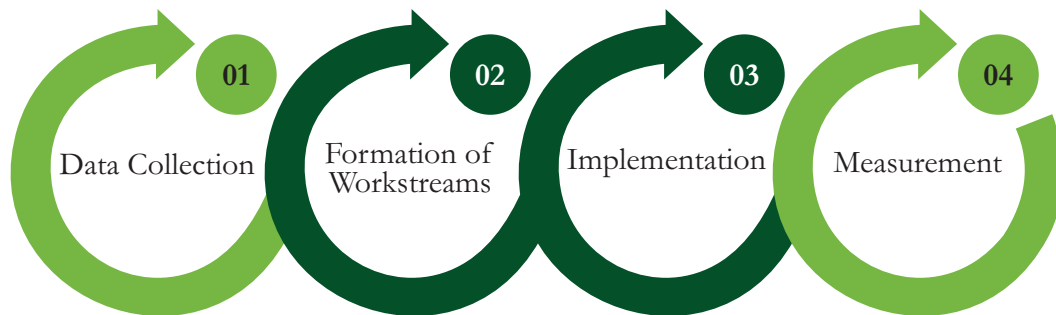 01
Data Collection
02
Formation of
Workstreams
03
Implementation
04
Measurement